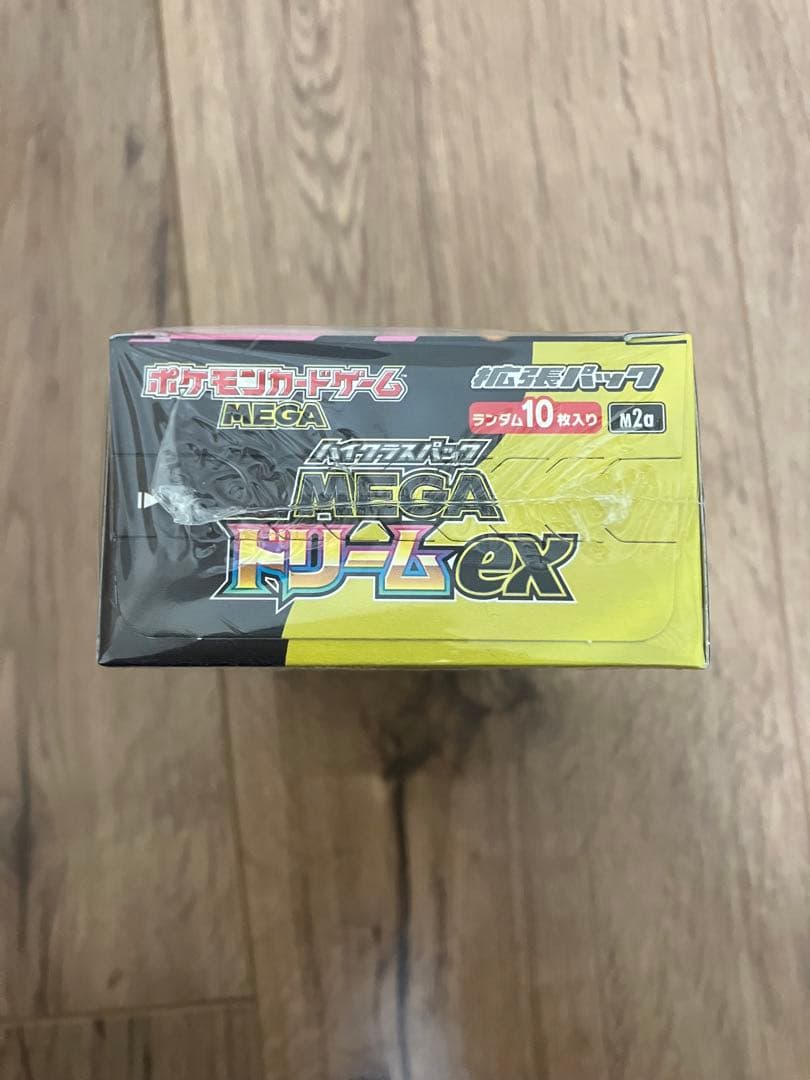 ポケモンカードゲーム
MEGA
拡張パック
ランダム10枚入り
M2a
ハイクラスパック
MEGA
ドリームex